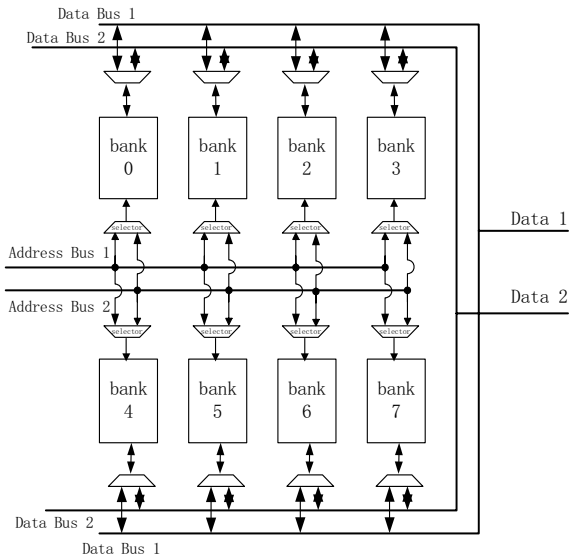 Data Bus 1
Data Bus 2
bank 0
bank 1
bank 2
bank 3
selector
selector
selector
selector
Data 1
Address Bus 1
Data 2
Address Bus 2
selector
selector
selector
selector
bank 4
bank 5
bank 6
bank 7
Data Bus 2
Data Bus 1